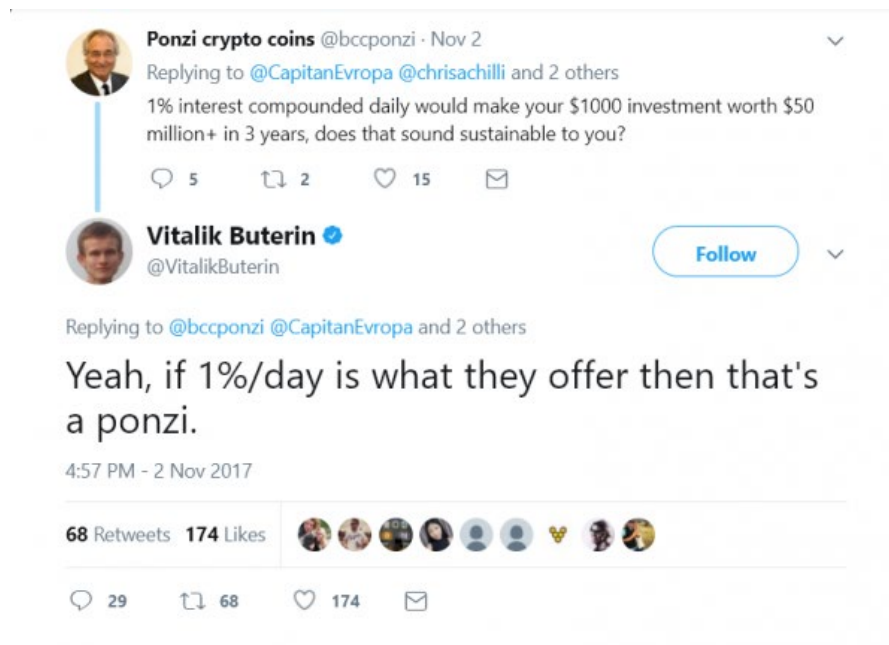 Ponzi crypto coins @bccponzi · Nov 2
Replying to @CapitanEvropa @chrisachilli and 2 others
1% interest compounded daily would make your $1000 investment worth $50
million+ in 3 years, does that sound sustainable to you?
5 2 15
Vitalik Buterin
@VitalikButerin
Follow
Replying to @bccponzi @CapitanEvropa and 2 others
Yeah, if 1%/day is what they offer then that's
a ponzi.
4:57 PM - 2 Nov 2017
68 Retweets 174 Likes
29 68 174